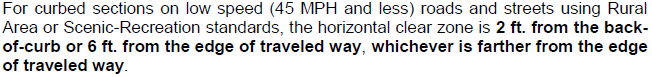 For curbed sections on low speed (45 MPH and less) roads and streets using Rural
Area or Scenic-Recreation standards, the horizontal clear zone is 2 ft. from the back-
of-curb or 6 ft. from the edge of traveled way, whichever is farther from the edge
of traveled way.